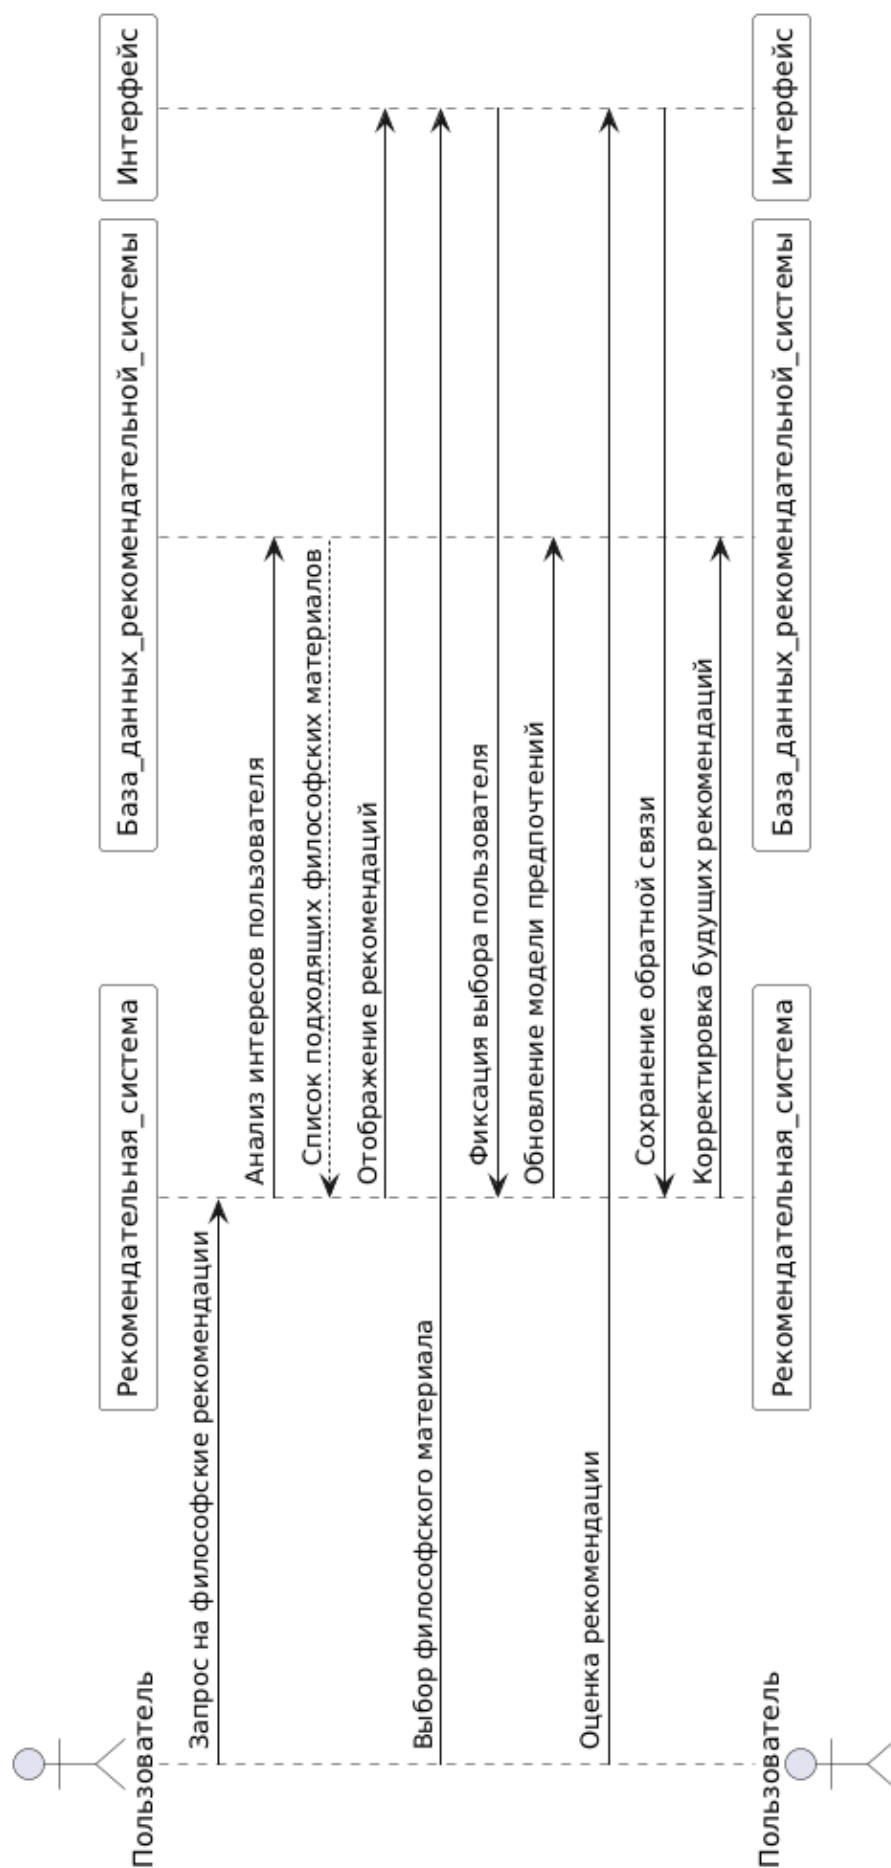 Пользователь
Рекомендательная_система
База_данных_рекомендательной_системы
Интерфейс
Запрос на философские рекомендации
Анализ интересов пользователя
Список подходящих философских материалов
Отображение рекомендаций
Выбор философского материала
Фиксация выбора пользователя
Обновление модели предпочтений
Оценка рекомендации
Сохранение обратной связи
Корректировка будущих рекомендаций
Пользователь
Рекомендательная_система
База_данных_рекомендательной_системы
Интерфейс